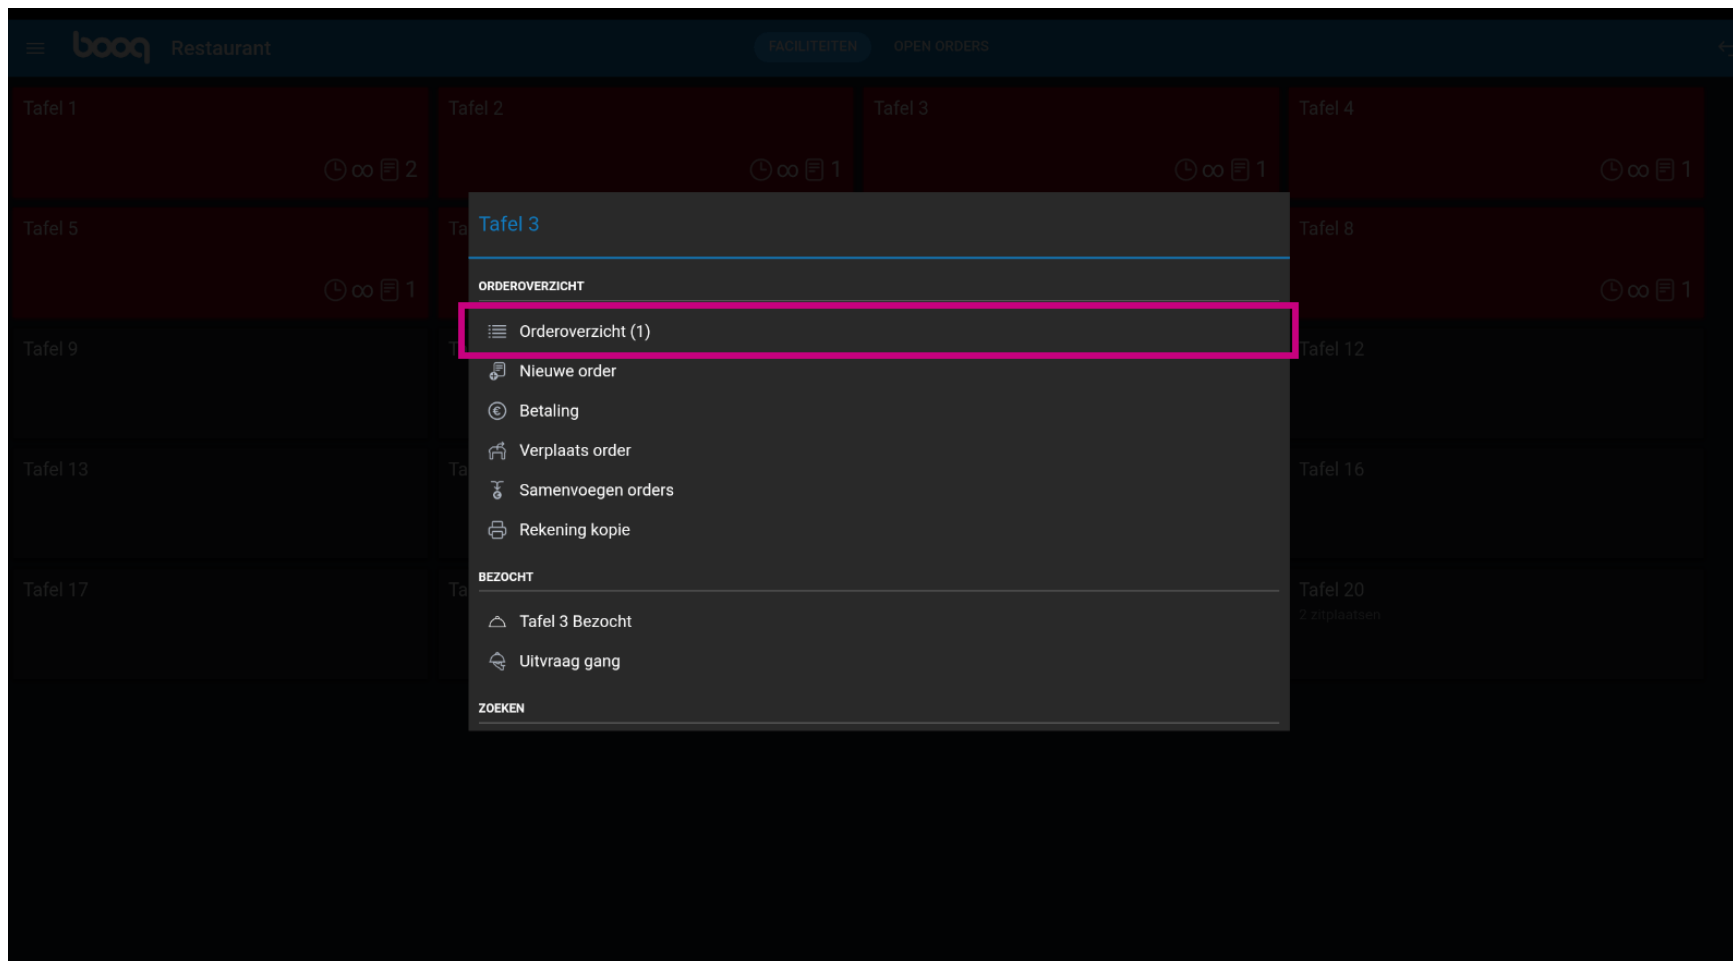 booq Restaurant FACILITEITEN OPEN ORDERS
Tafel 1 Tafel 2 Tafel 3 Tafel 4
∞ 2 ∞ 1 ∞ 1 ∞ 1
Tafel 5 Ta Tafel 8
∞ 1 ∞ 1
Tafel 9 T Tafel 12
Tafel 13 Ta Tafel 16
Tafel 17 Ta Tafel 20
2 zitplaatsen
Tafel 3
ORDEROVERZICHT
Orderoverzicht (1)
Nieuwe order
Betaling
Verplaats order
Samenvoegen orders
Rekening kopie
BEZOCHT
Tafel 3 Bezocht
Uitvraag gang
ZOEKEN